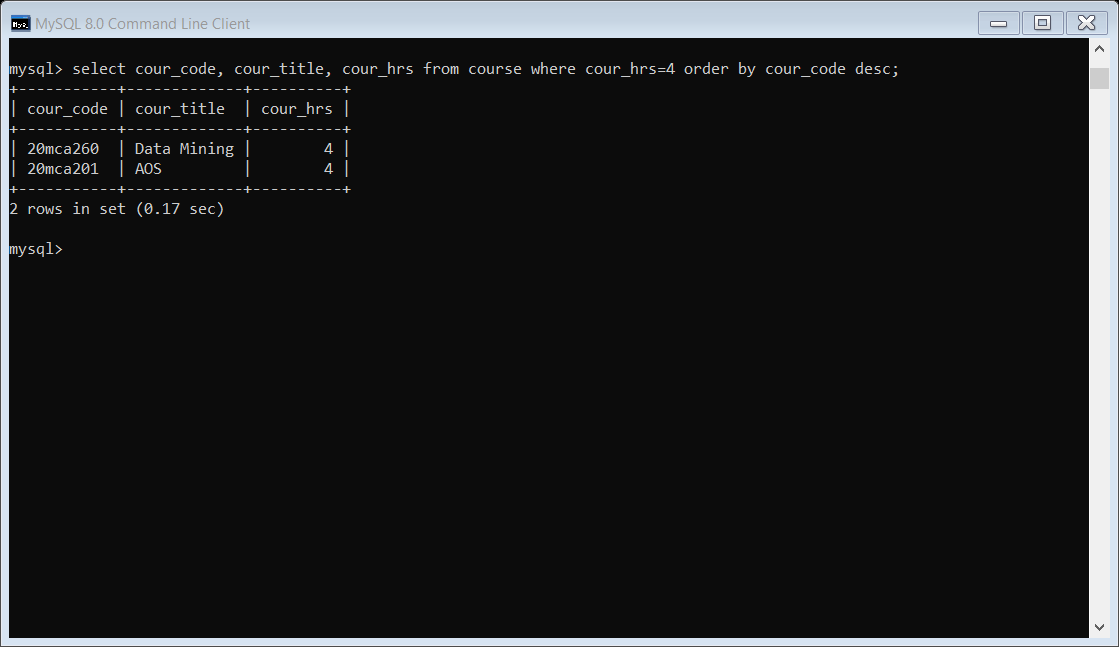 MySQL 8.0 Command Line Client
mysql> select cour_code, cour_title, cour_hrs from course where cour_hrs=4 order by cour_code desc;
+-----------+-------------+----------+
| cour_code | cour_title  | cour_hrs |
+-----------+-------------+----------+
| 20mca260  | Data Mining |        4 |
| 20mca201  | AOS         |        4 |
+-----------+-------------+----------+
2 rows in set (0.17 sec)
mysql>